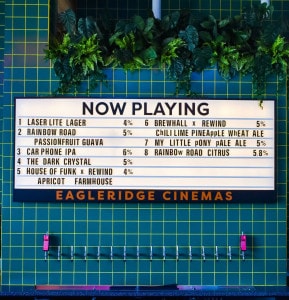 NOW PLAYING
1 LASER LITE LAGER 4%
2 RAINBOW ROAD 5%
PASSIONFRUIT GUAVA
3 CAR PHONE IPA 6%
4 THE DARK CRYSTAL 5%
5 HOUSE OF FUNK x REWIND 4%
APRICOT FARMHOUSE
6 BREWHALL x REWIND 5%
CHILI LIME PINEAPPLE WHEAT ALE
7 MY LITTLE PONY PALE ALE 5%
8 RAINBOW ROAD CITRUS 5.8%
EAGLERIDGE CINEMAS